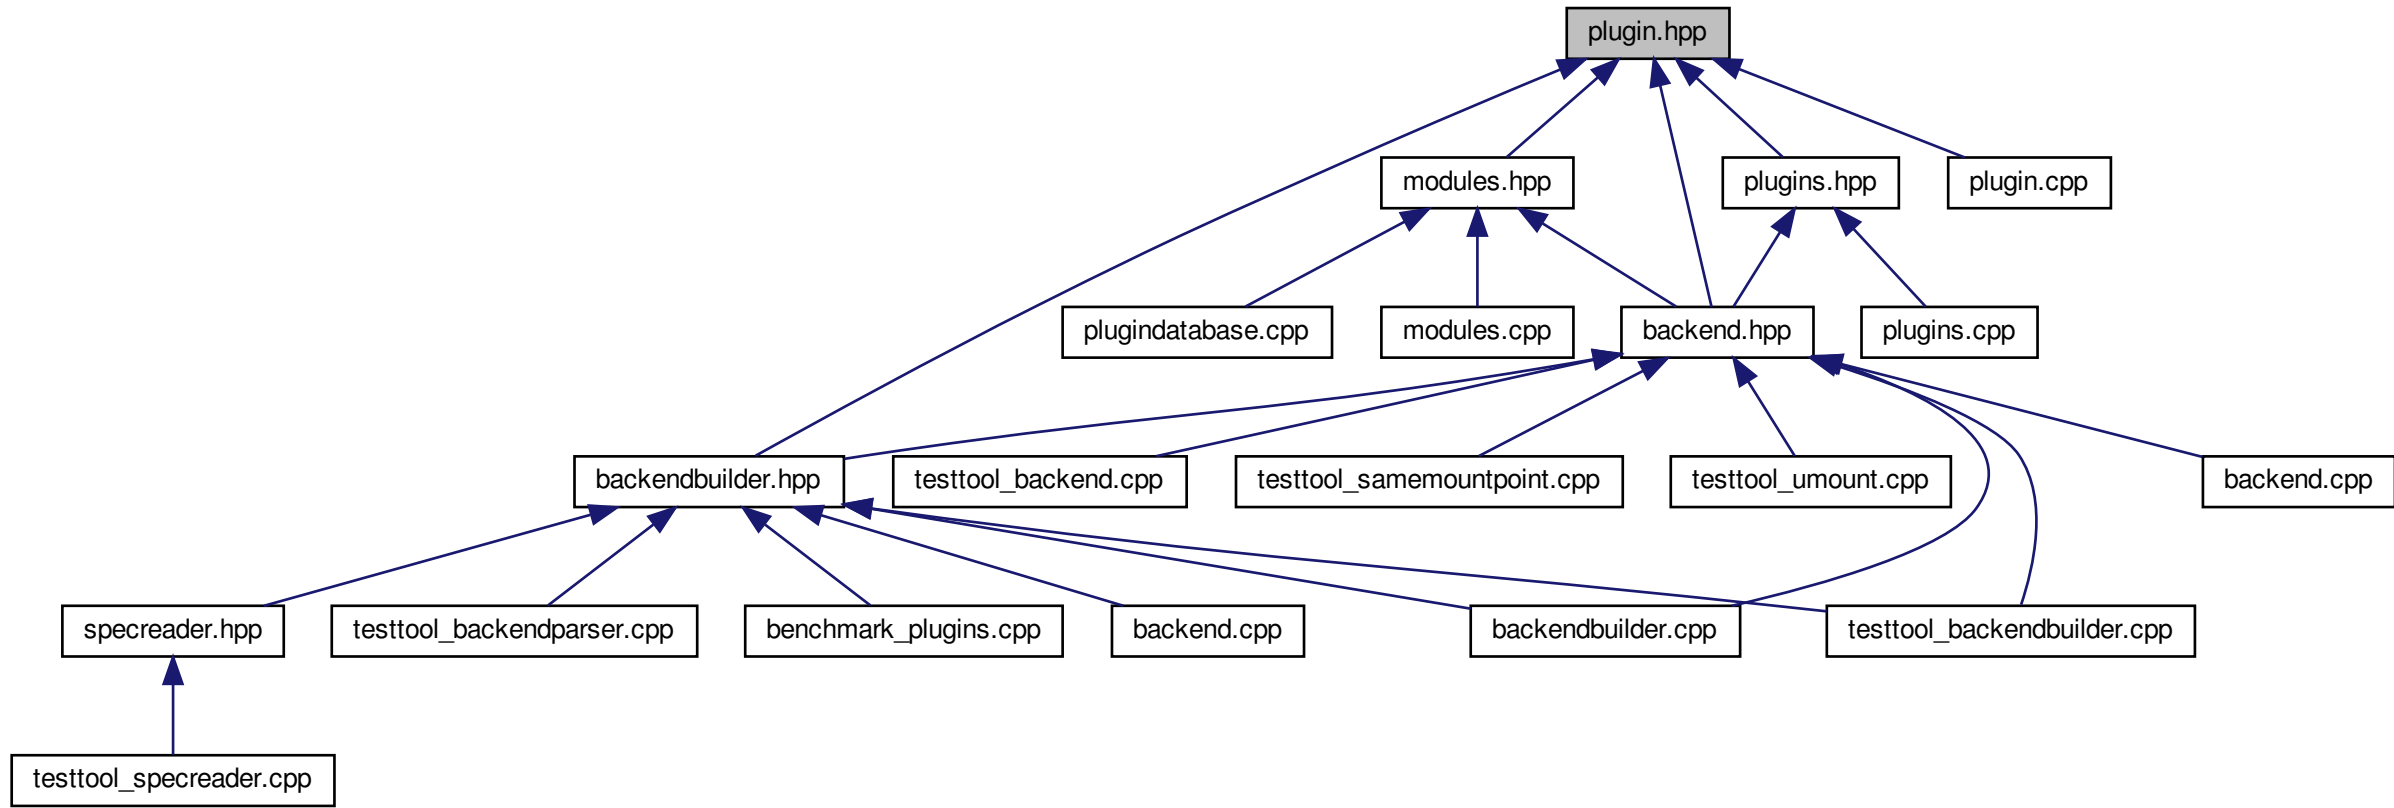 plugin.hpp
modules.hpp
plugins.hpp
plugin.cpp
plugindatabase.cpp
modules.cpp
backend.hpp
plugins.cpp
backendbuilder.hpp
testtool_backend.cpp
testtool_samemountpoint.cpp
testtool_umount.cpp
backend.cpp
specreader.hpp
testtool_backendparser.cpp
benchmark_plugins.cpp
backend.cpp
backendbuilder.cpp
testtool_backendbuilder.cpp
testtool_specreader.cpp